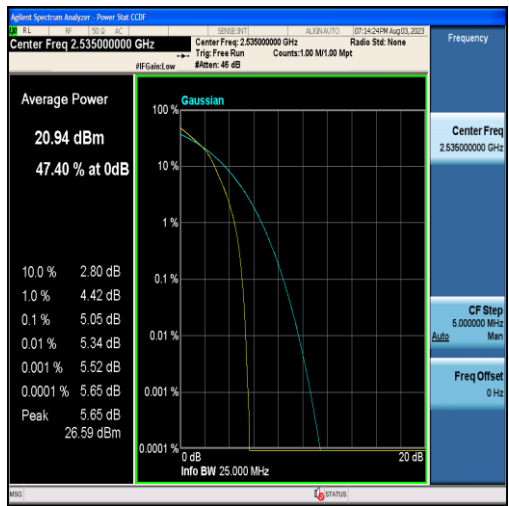 Agilent Spectrum Analyzer - Power Stat CCDF
RL RF 50 Ω AC SENSE:INT ALIGN AUTO 07:14:24 PM Aug 03, 2023
Center Freq 2.535000000 GHz
Center Freq: 2.535000000 GHz Radio Std: None
Trig: Free Run Counts:1.00 M/1.00 Mpt
#IFGain:Low #Atten: 46 dB
Frequency
Average Power
20.94 dBm
47.40 % at 0dB
10.0 % 2.80 dB
1.0 % 4.42 dB
0.1 % 5.05 dB
0.01 % 5.34 dB
0.001 % 5.52 dB
0.0001 % 5.65 dB
Peak 5.65 dB
26.59 dBm
Gaussian
100 %
10 %
1 %
0.1 %
0.01 %
0.001 %
0.0001 %
0 dB 20 dB
Info BW 25.000 MHz
Center Freq
2.535000000 GHz
CF Step
5.000000 MHz
Auto Man
Freq Offset
0 Hz
MSG STATUS